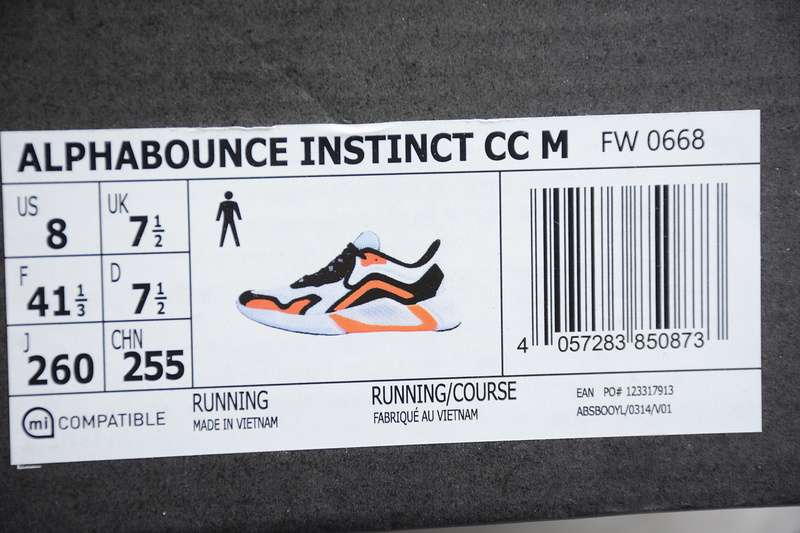 ALPHABOUNCE INSTINCT CC M FW 0668
US 8 UK 7 1/2
F 41 1/3 D 7 1/2
J 260 CHN 255
4 057283 850873
mi COMPATIBLE
RUNNING
MADE IN VIETNAM
RUNNING/COURSE
FABRIQUÉ AU VIETNAM
EAN PO# 123317913
ABSBOOYL/0314/V01